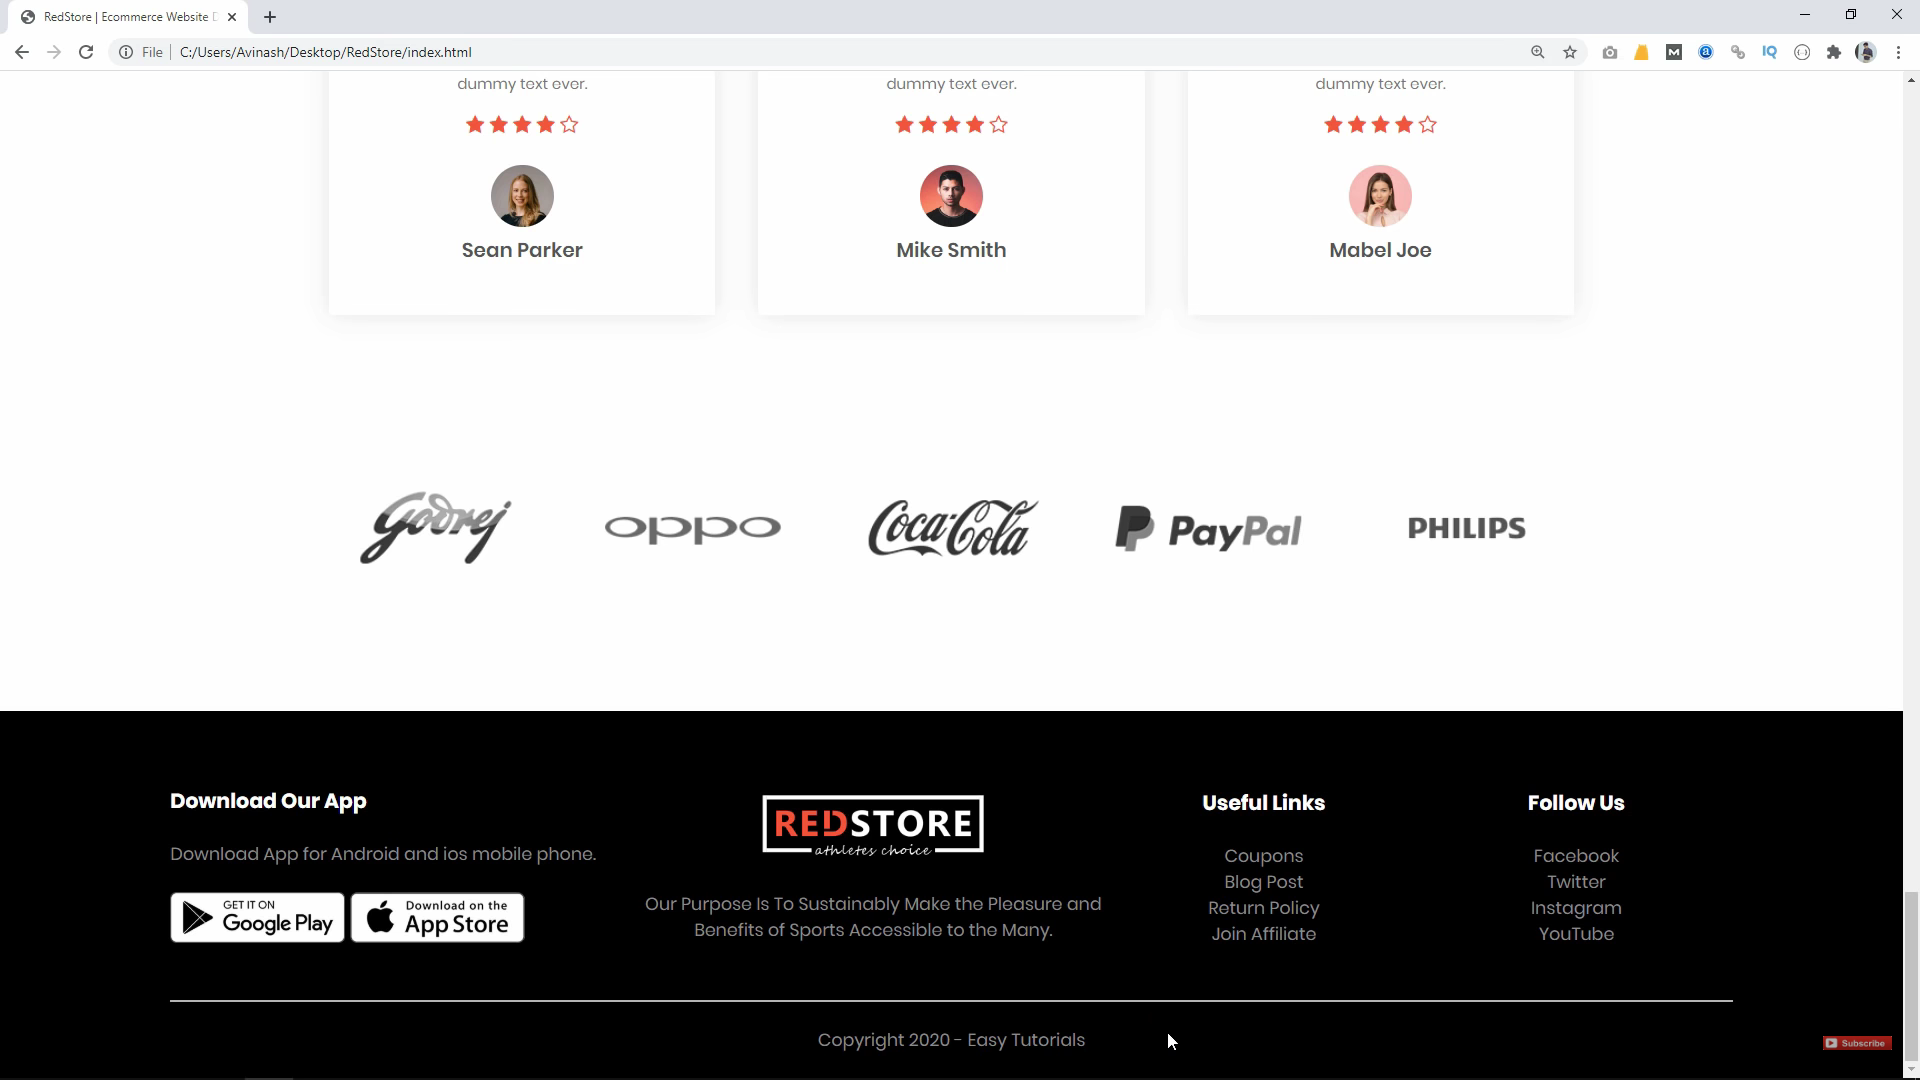 RedStore | Ecommerce Website D
File
C:/Users/Avinash/Desktop/RedStore/index.html
dummy text ever.
dummy text ever.
dummy text ever.
Sean Parker
Mike Smith
Mabel Joe
Godrej
oppo
Coca-Cola
PayPal
PHILIPS
Download Our App
Download App for Android and ios mobile phone.
GET IT ON
Google Play
Download on the
App Store
REDSTORE
athletes choice
Our Purpose Is To Sustainably Make the Pleasure and
Benefits of Sports Accessible to the Many.
Useful Links
Coupons
Blog Post
Return Policy
Join Affiliate
Follow Us
Facebook
Twitter
Instagram
YouTube
Copyright 2020 - Easy Tutorials
Subscribe